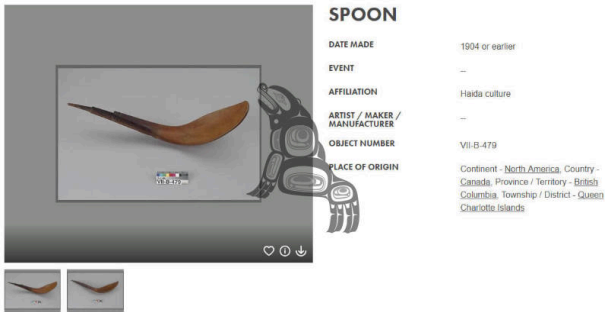 SPOON
DATE MADE 1904 or earlier
EVENT --
AFFILIATION Haida culture
ARTIST / MAKER /
MANUFACTURER --
OBJECT NUMBER VII-B-479
PLACE OF ORIGIN Continent - North America, Country -
Canada, Province / Territory - British
Columbia, Township / District - Queen
Charlotte Islands
VII-B-479